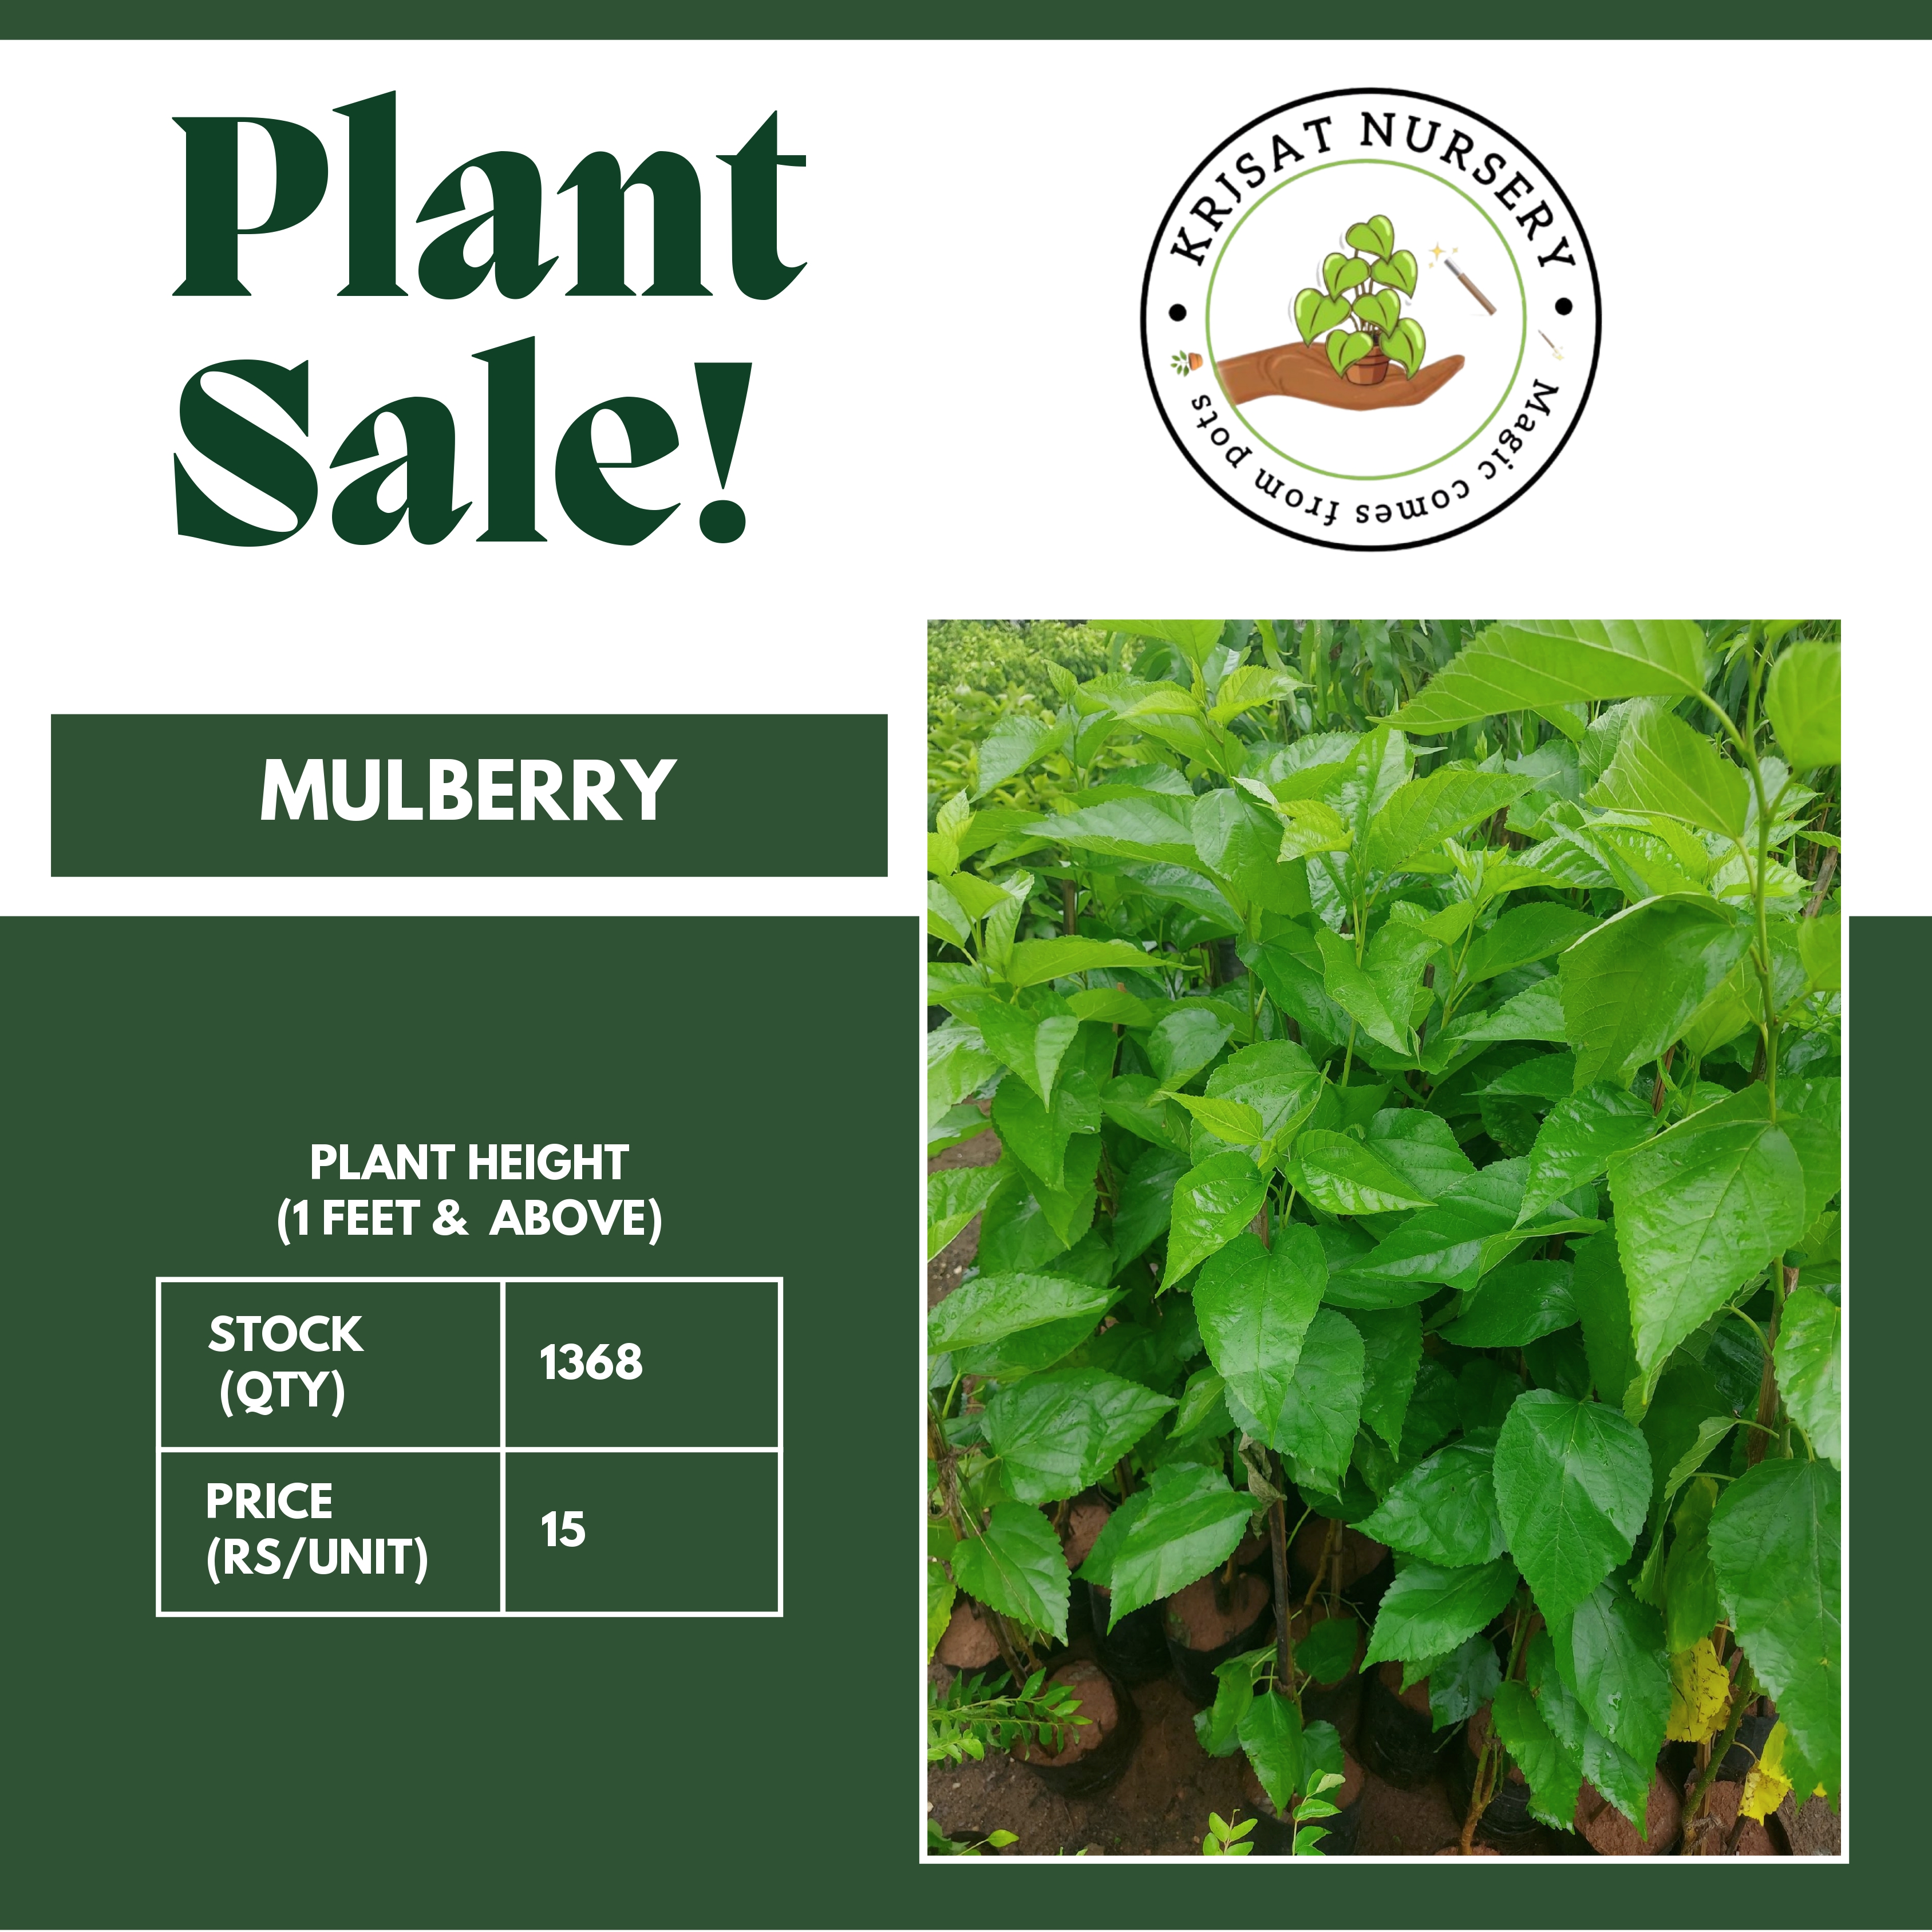 Plant
Sale!
KRISAT NURSERY
Magic comes from pots
MULBERRY
PLANT HEIGHT
(1 FEET & ABOVE)
STOCK
(QTY)
1368
PRICE
(RS/UNIT)
15